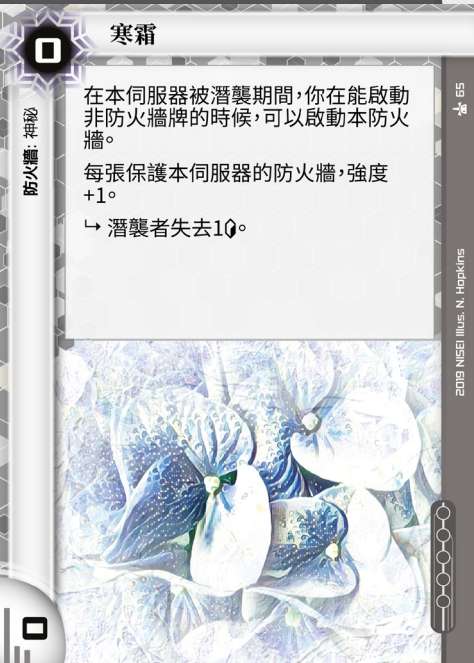 0
寒霜
防火牆: 神秘
在本伺服器被潛襲期間,你在能啟動
非防火牆牌的時候,可以啟動本防火
牆。
每張保護本伺服器的防火牆,強度
+1。
↳ 潛襲者失去1。
65
2019 NISEI Illus. N. Hopkins
0